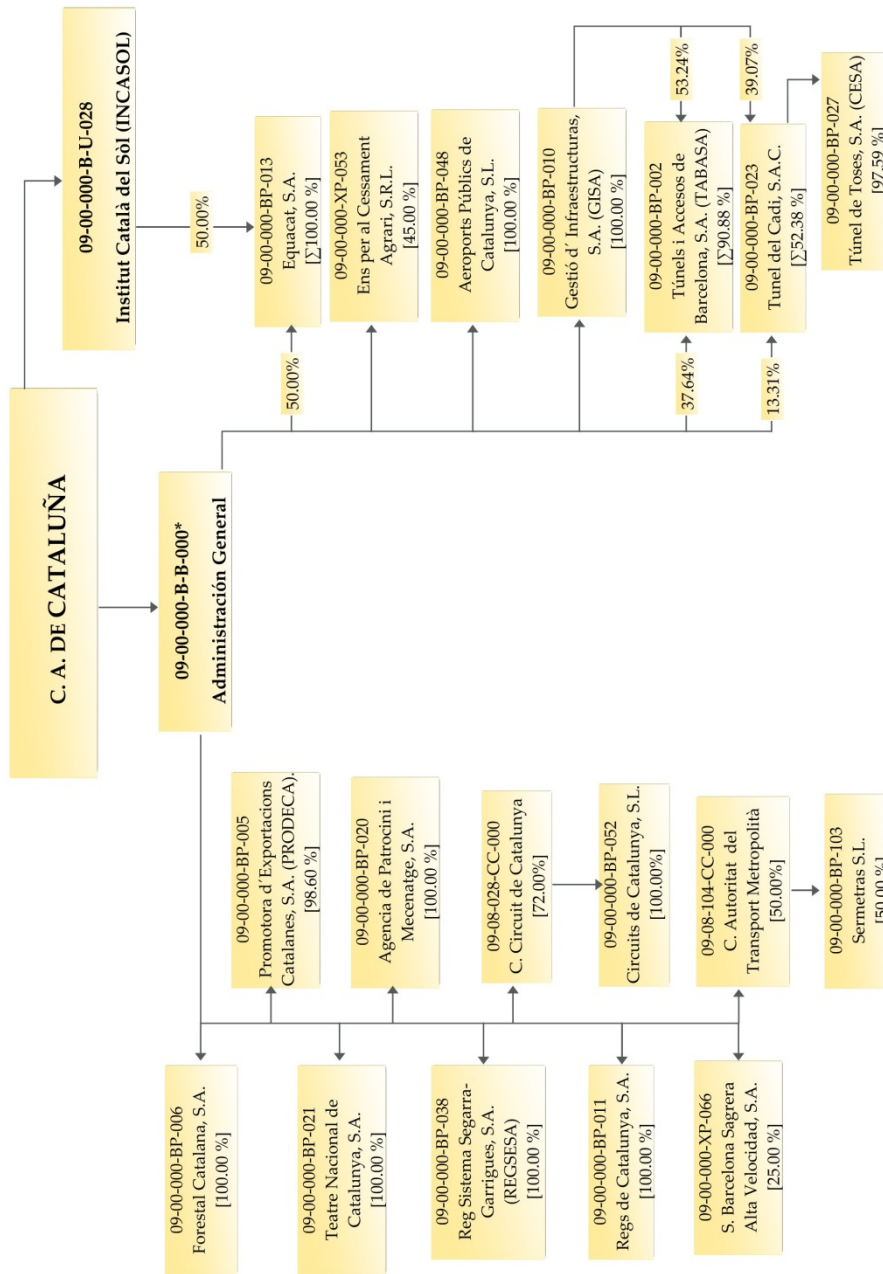 C. A. DE CATALUÑA
09-00-000-B-U-028
Institut Català del Sòl (INCASOL)
09-00-000-B-B-000*
Administración General
50.00%
09-00-000-BP-006
Forestal Catalana, S.A.
[100.00 %]
09-00-000-BP-005
Promotora d´Exportacions
Catalanes, S.A. (PRODECA).
[98.60 %]
50.00%
09-00-000-BP-013
Equacat, S.A.
[∑100.00 %]
09-00-000-XP-053
Ens per al Cessament
Agrari, S.R.L.
[45.00 %]
09-00-000-BP-021
Teatre Nacional de
Catalunya, S.A.
[100.00 %]
09-00-000-BP-020
Agencia de Patrocini i
Mecenatge, S.A.
[100.00 %]
09-00-000-BP-048
Aeroports Públics de
Catalunya, S.L.
[100.00 %]
09-00-000-BP-038
Reg Sistema Segarra-
Garrigues, S.A.
(REGSESA)
[100.00 %]
09-08-028-CC-000
C. Circuit de Catalunya
[72.00%]
09-00-000-BP-010
Gestió d´ Infraestructuras,
S.A. (GISA)
[100.00 %]
09-00-000-BP-011
Regs de Catalunya, S.A.
[100.00 %]
09-00-000-BP-052
Circuits de Catalunya, S.L.
[100.00%]
37.64%
09-00-000-BP-002
Túnels i Accesos de
Barcelona, S.A. (TABASA)
[∑90.88 %]
53.24%
09-00-000-XP-066
S. Barcelona Sagrera
Alta Velocidad, S.A.
[25.00 %]
09-08-104-CC-000
C. Autoritat del
Transport Metropolità
[50.00%]
13.31%
09-00-000-BP-023
Tunel del Cadi, S.A.C.
[∑52.38 %]
39.07%
09-00-000-BP-103
Sermetras S.L.
[50.00 %]
09-00-000-BP-027
Túnel de Toses, S.A. (CESA)
[97.59 %]